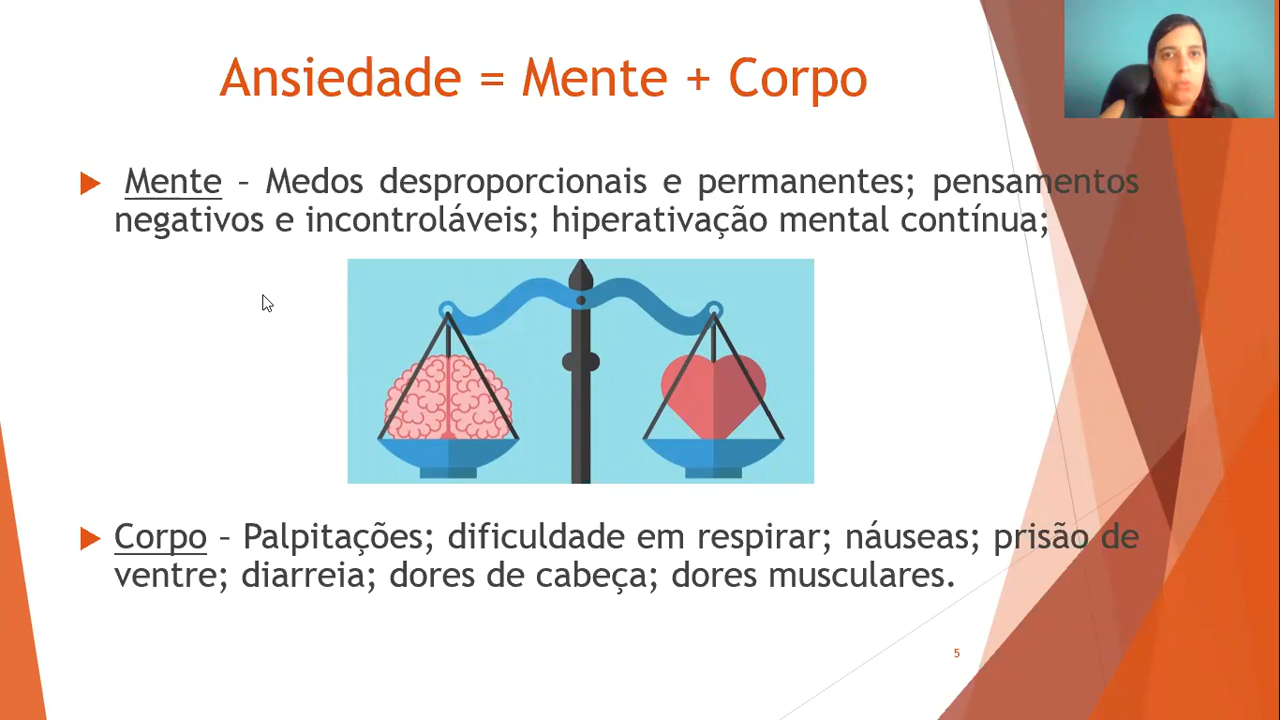 Ansiedade = Mente + Corpo
Mente – Medos desproporcionais e permanentes; pensamentos
negativos e incontroláveis; hiperativação mental contínua;
Corpo – Palpitações; dificuldade em respirar; náuseas; prisão de
ventre; diarreia; dores de cabeça; dores musculares.
5